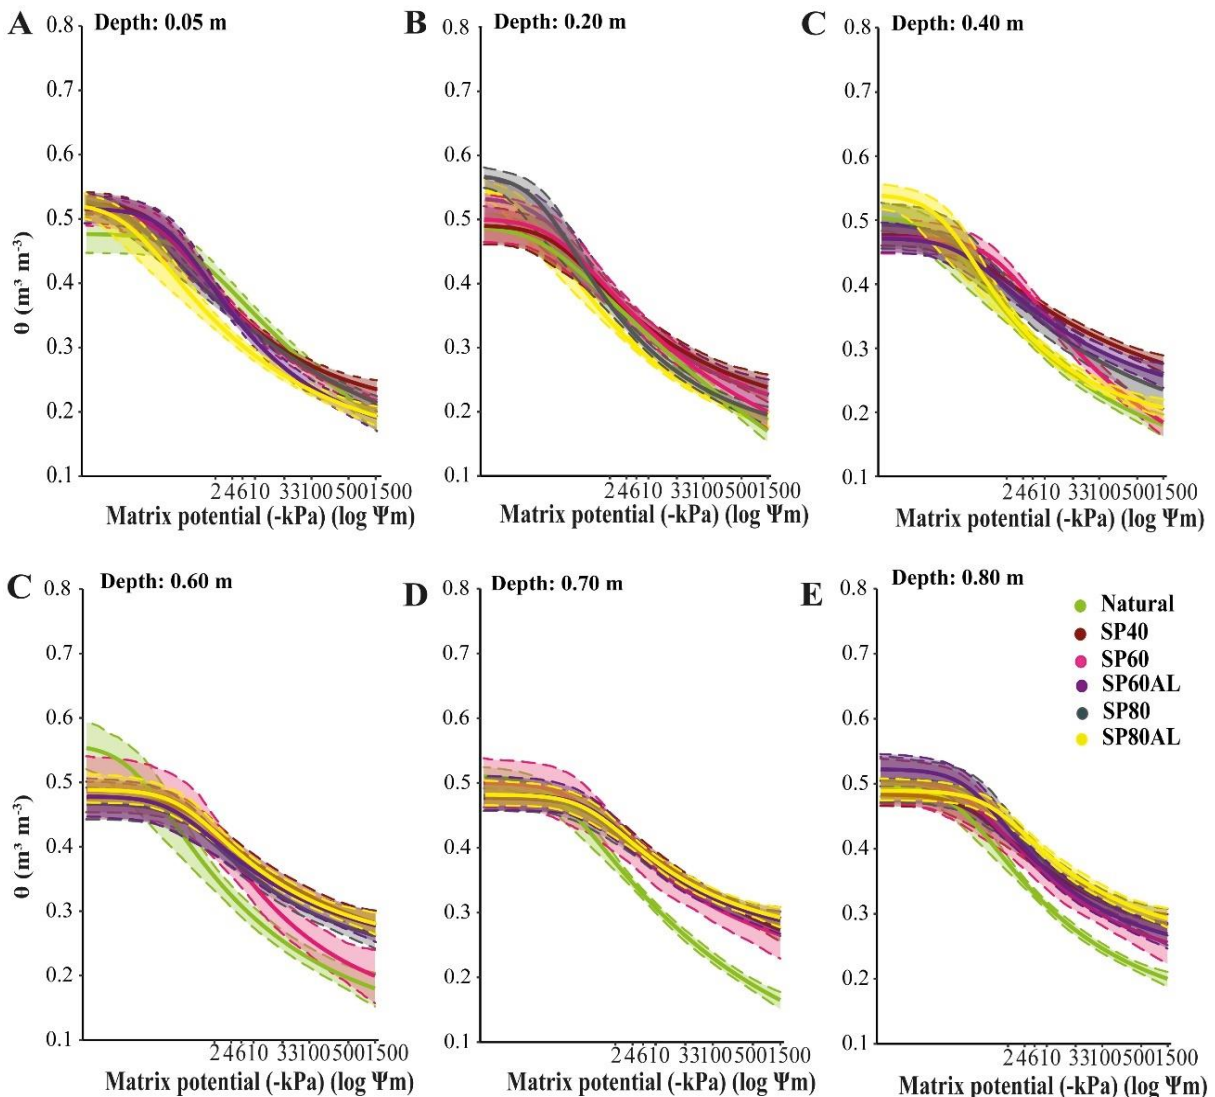 A Depth: 0.05 m
0.8
0.7
0.6
0.5
0.4
0.3
0.2
0.1
θ (m³ m⁻³)
24610 33100 5001500
Matrix potential (-kPa) (log Ψm)
B Depth: 0.20 m
0.8
0.7
0.6
0.5
0.4
0.3
0.2
0.1
24610 33100 5001500
Matrix potential (-kPa) (log Ψm)
C Depth: 0.40 m
0.8
0.7
0.6
0.5
0.4
0.3
0.2
0.1
24610 33100 5001500
Matrix potential (-kPa) (log Ψm)
C Depth: 0.60 m
0.8
0.7
0.6
0.5
0.4
0.3
0.2
0.1
θ (m³ m⁻³)
24610 33100 5001500
Matrix potential (-kPa) (log Ψm)
D Depth: 0.70 m
0.8
0.7
0.6
0.5
0.4
0.3
0.2
0.1
24610 33100 5001500
Matrix potential (-kPa) (log Ψm)
E Depth: 0.80 m
0.8
0.7
0.6
0.5
0.4
0.3
0.2
0.1
Natural
SP40
SP60
SP60AL
SP80
SP80AL
24610 33100 5001500
Matrix potential (-kPa) (log Ψm)